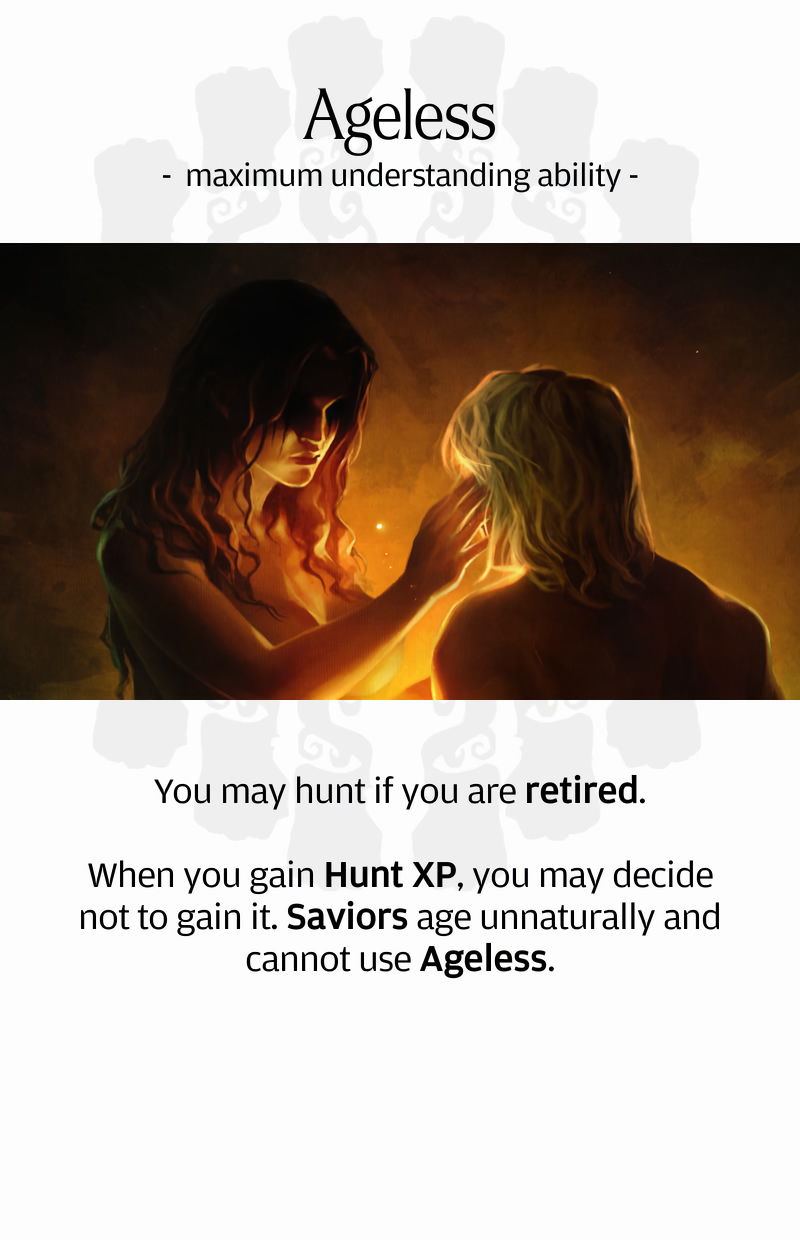 Ageless
- maximum understanding ability -
You may hunt if you are retired.
When you gain Hunt XP, you may decide
not to gain it. Saviors age unnaturally and
cannot use Ageless.